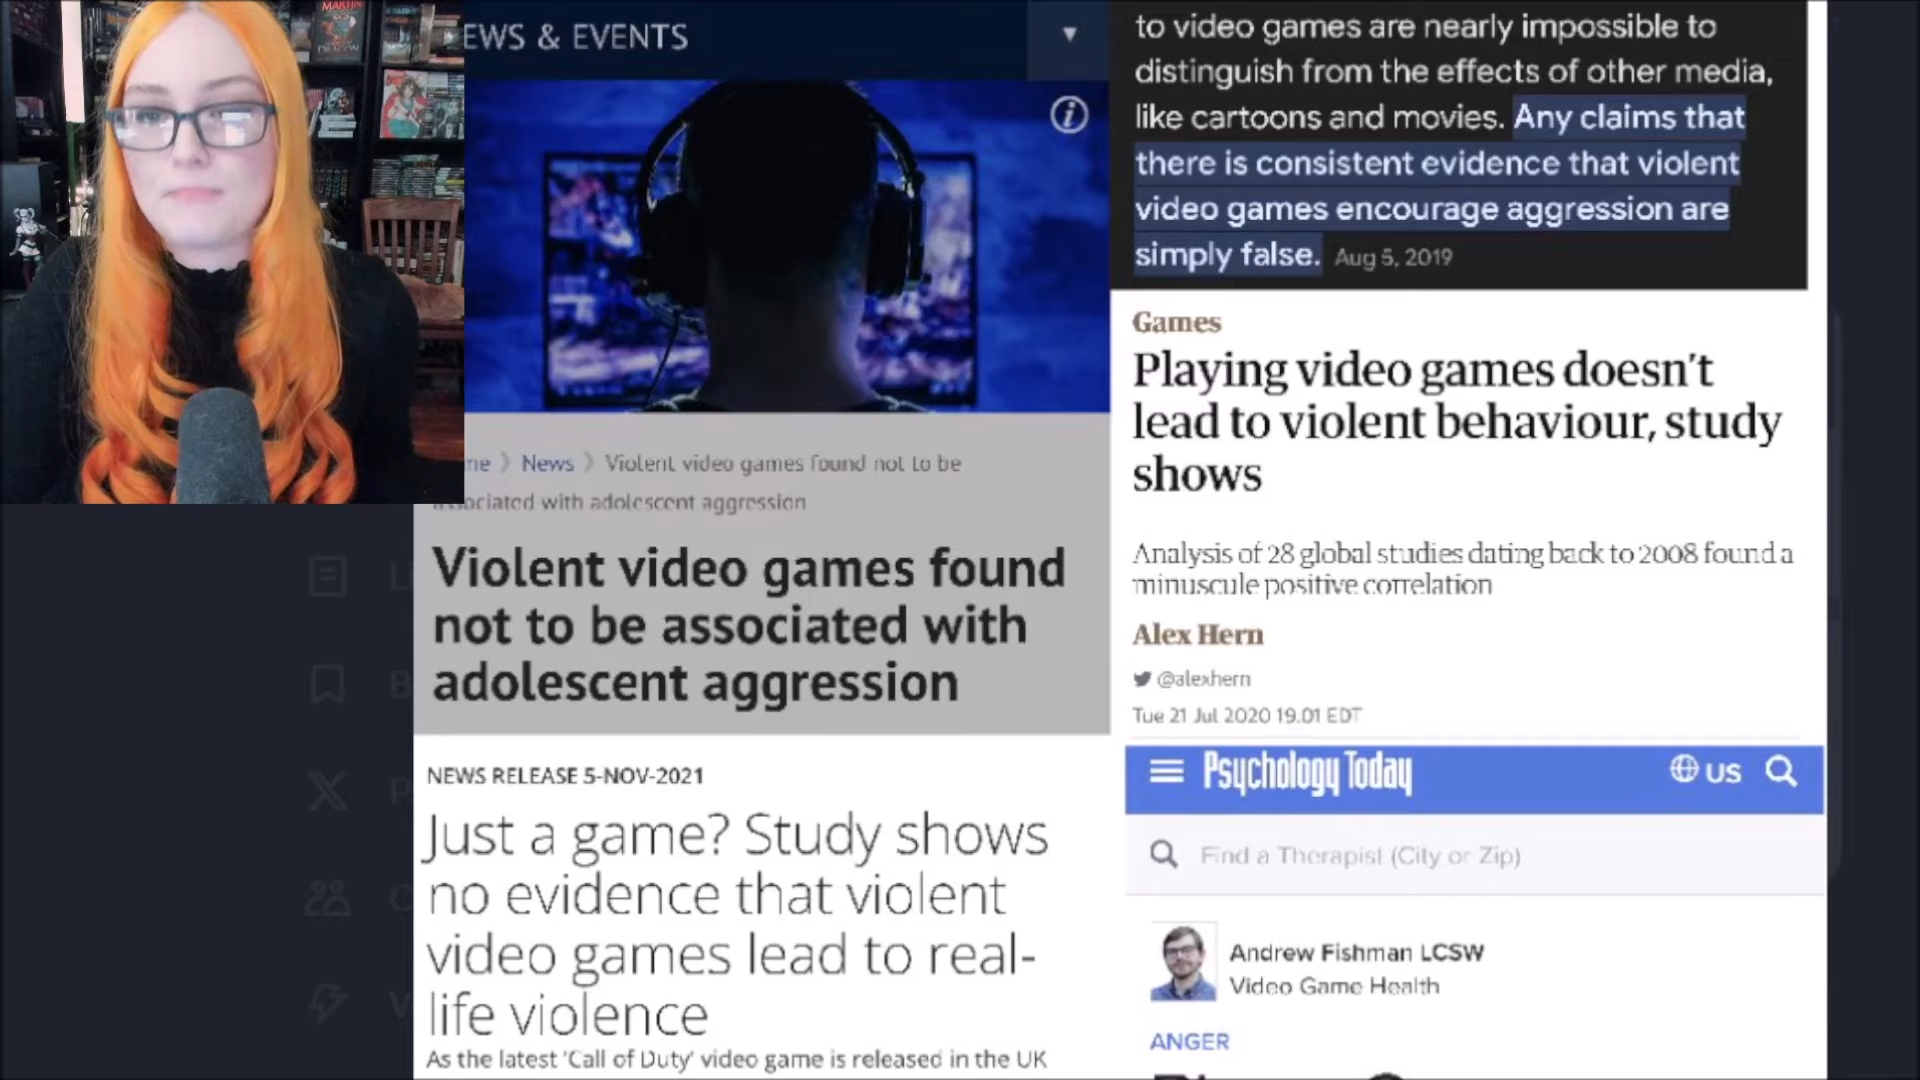 MARTIN
DRAGON
EWS & EVENTS
News
Violent video games found not to be
associated with adolescent aggression
Violent video games found
not to be associated with
adolescent aggression
NEWS RELEASE 5-NOV-2021
Just a game? Study shows
no evidence that violent
video games lead to real-
life violence
As the latest 'Call of Duty' video game is released in the UK
to video games are nearly impossible to
distinguish from the effects of other media,
like cartoons and movies. Any claims that
there is consistent evidence that violent
video games encourage aggression are
simply false. Aug 5, 2019
Games
Playing video games doesn't
lead to violent behaviour, study
shows
Analysis of 28 global studies dating back to 2008 found a
minuscule positive correlation
Alex Hern
@alexhern
Tue 21 Jul 2020 19.01 EDT
Psychology Today
US
Find a Therapist (City or Zip)
Andrew Fishman LCSW
Video Game Health
ANGER